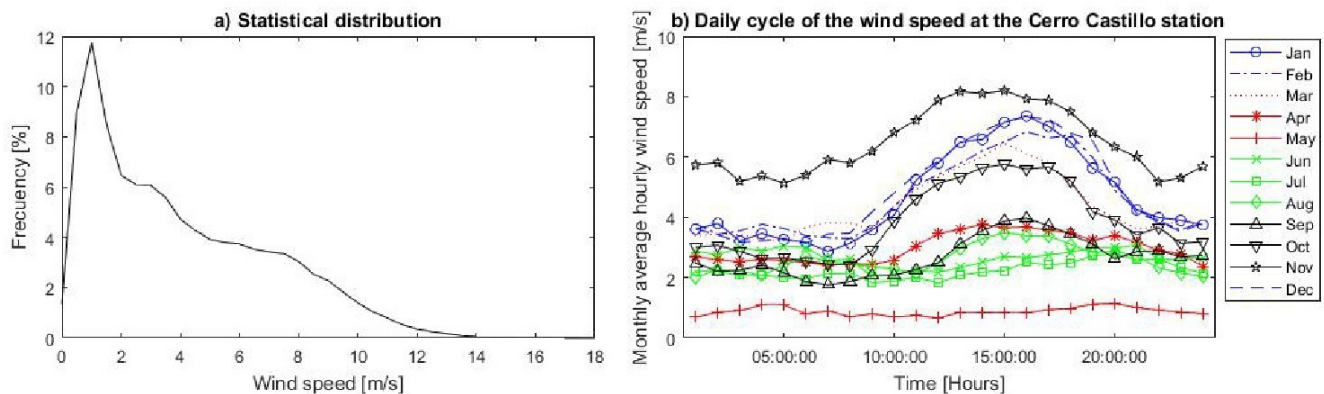 a) Statistical distribution
12
10
8
6
4
2
0
Frecuency [%]
0 2 4 6 8 10 12 14 16 18
Wind speed [m/s]
b) Daily cycle of the wind speed at the Cerro Castillo station
10
8
6
4
2
0
Monthly average hourly wind speed [m/s]
05:00:00 10:00:00 15:00:00 20:00:00
Time [Hours]
Jan
Feb
Mar
Apr
May
Jun
Jul
Aug
Sep
Oct
Nov
Dec